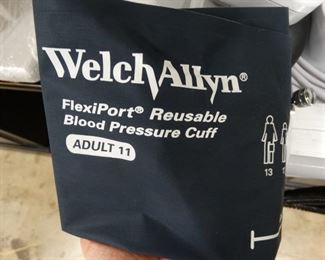 WelchAllyn®
FlexiPort® Reusable
Blood Pressure Cuff
ADULT 11
13